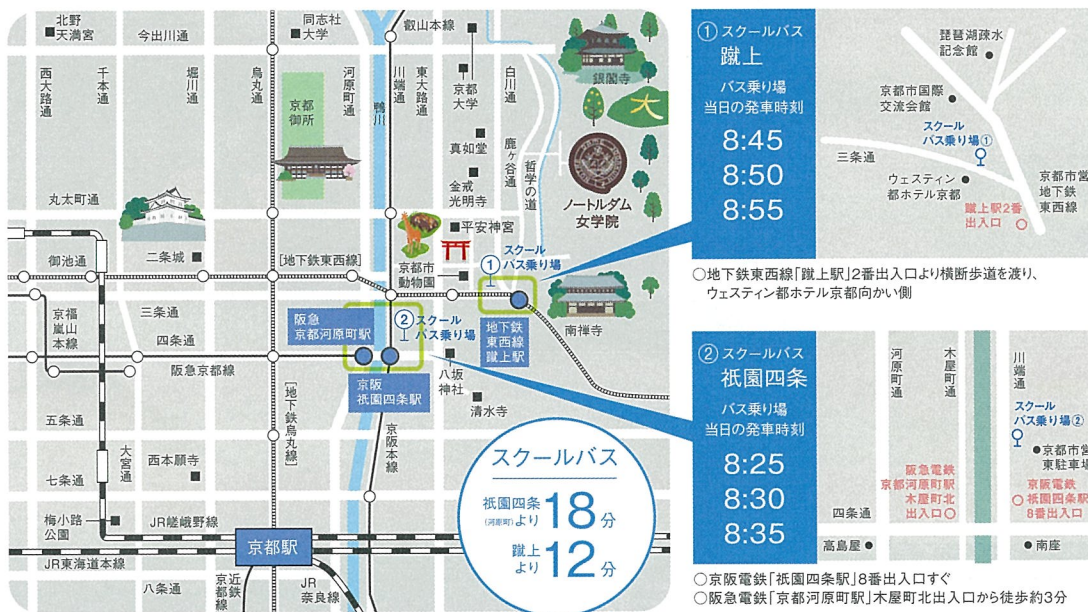 北野
天満宮
今出川通
同志社
大学
叡山本線
西大路通
千本通
堀川通
烏丸通
河原町通
鴨川
川端通
東大路通
京都
大学
白川通
銀閣寺
大
京都
御所
真如堂
鹿ヶ谷通
哲学の道
金戒
光明寺
ノートルダム
女学院
丸太町通
平安神宮
二条城
御池通
[地下鉄東西線]
京都市
動物園
① スクール
バス乗り場
三条通
京福
嵐山
本線
四条通
阪急
京都河原町駅
② スクール
バス乗り場
地下鉄
東西線
蹴上駅
南禅寺
阪急京都線
京阪
祇園四条駅
八坂
神社
清水寺
五条通
大宮通
[地下鉄烏丸線]
京阪本線
西本願寺
七条通
梅小路
公園
JR嵯峨野線
京都駅
JR東海道本線
八条通
近鉄
京都線
JR
奈良線
スクールバス
祇園四条
(河原町)より 18分
蹴上
より 12分
① スクールバス
蹴上
バス乗り場
当日の発車時刻
8:45
8:50
8:55
琵琶湖疏水
記念館
京都市国際
交流会館
スクール
バス乗り場①
三条通
ウェスティン
都ホテル京都
京都市営
地下鉄
東西線
蹴上駅2番
出入口
○地下鉄東西線「蹴上駅」2番出入口より横断歩道を渡り、
ウェスティン都ホテル京都向かい側
② スクールバス
祇園四条
バス乗り場
当日の発車時刻
8:25
8:30
8:35
河原町通
木屋町通
川端通
スクール
バス乗り場②
京都市営
東駐車場
阪急電鉄
京都河原町駅
木屋町北
出入口
京阪電鉄
祇園四条駅
8番出入口
四条通
高島屋
南座
○京阪電鉄「祇園四条駅」8番出入口すぐ
○阪急電鉄「京都河原町駅」木屋町北出入口から徒歩約3分